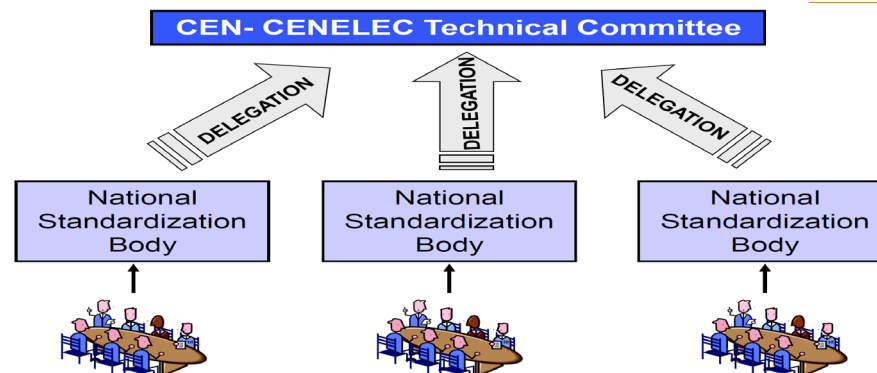 CEN- CENELEC Technical Committee
DELEGATION
DELEGATION
DELEGATION
National
Standardization
Body
National
Standardization
Body
National
Standardization
Body